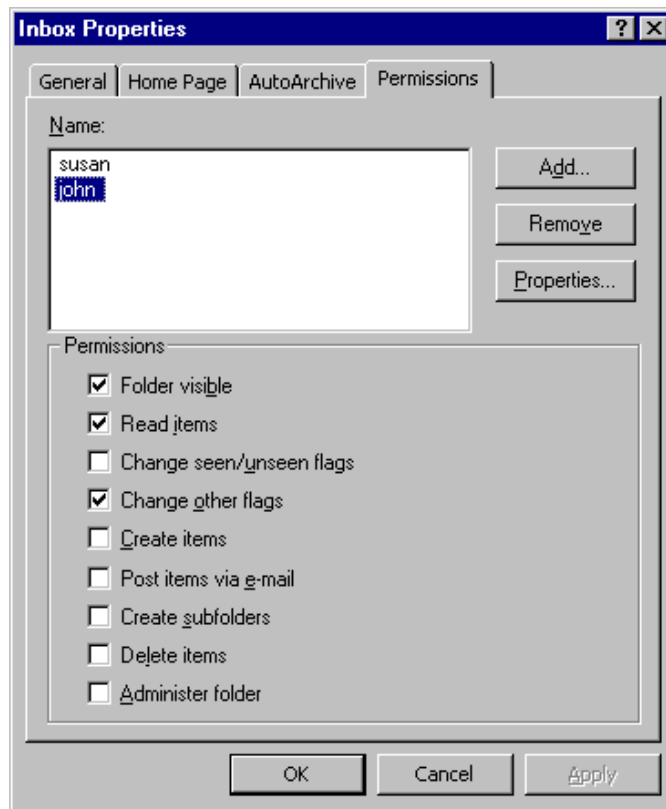 Inbox Properties
General Home Page AutoArchive Permissions
Name:
susan
john
Add...
Remove
Properties...
Permissions
Folder visible
Read items
Change seen/unseen flags
Change other flags
Create items
Post items via e-mail
Create subfolders
Delete items
Administer folder
OK Cancel Apply